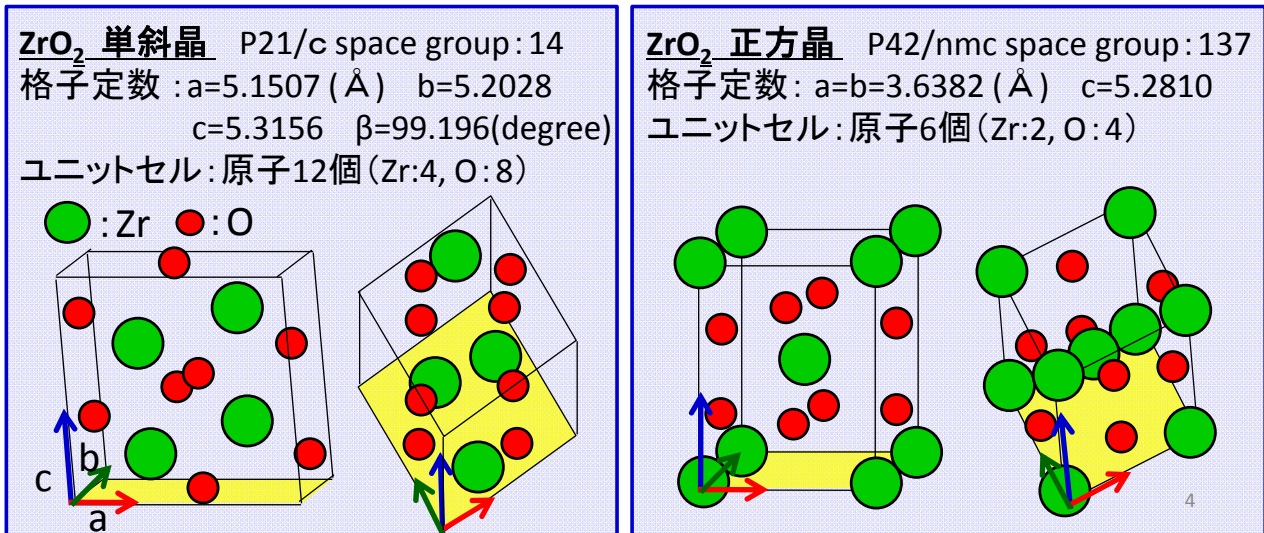 ZrO2 単斜晶 P21/c space group:14
格子定数:a=5.1507 (Å) b=5.2028
c=5.3156 β=99.196(degree)
ユニットセル:原子12個(Zr:4, O:8)
:Zr :O
c
b
a
ZrO2 正方晶 P42/nmc space group:137
格子定数: a=b=3.6382 (Å) c=5.2810
ユニットセル:原子6個(Zr:2, O:4)
4